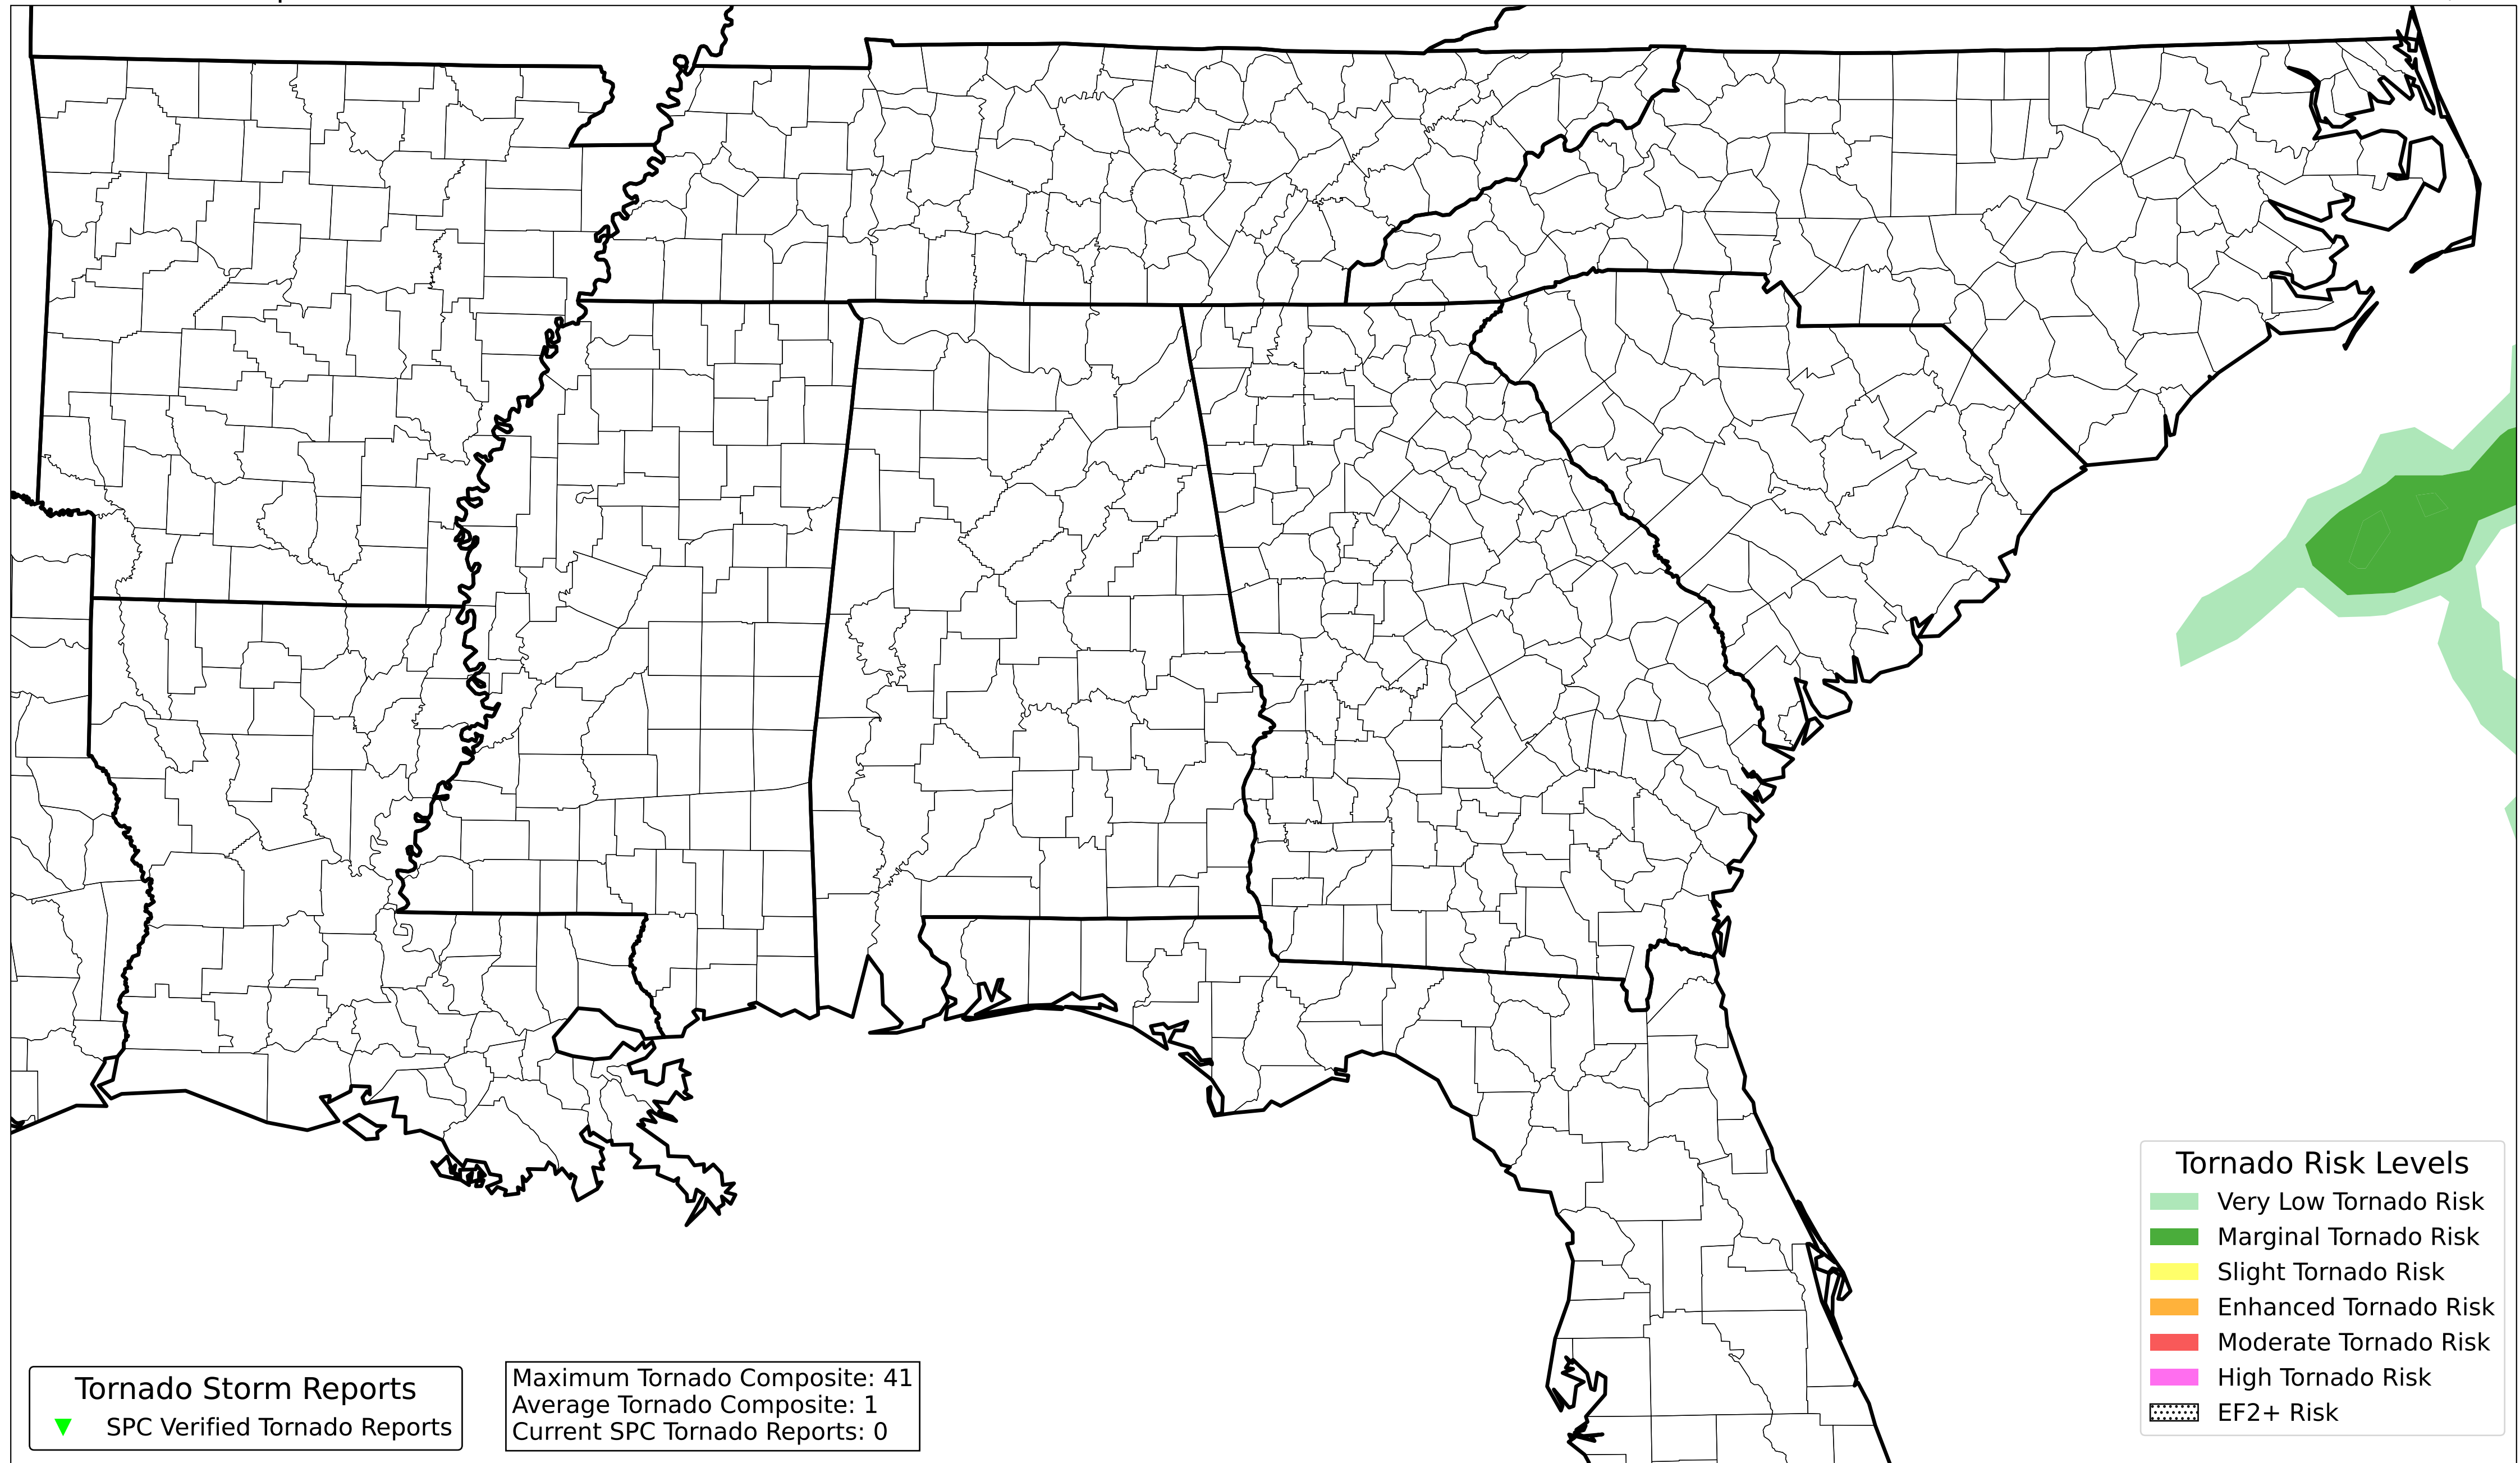 Tornado Risk Levels
Very Low Tornado Risk
Marginal Tornado Risk
Slight Tornado Risk
Enhanced Tornado Risk
Moderate Tornado Risk
High Tornado Risk
EF2+ Risk
Tornado Storm Reports
SPC Verified Tornado Reports
Maximum Tornado Composite: 41
Average Tornado Composite: 1
Current SPC Tornado Reports: 0